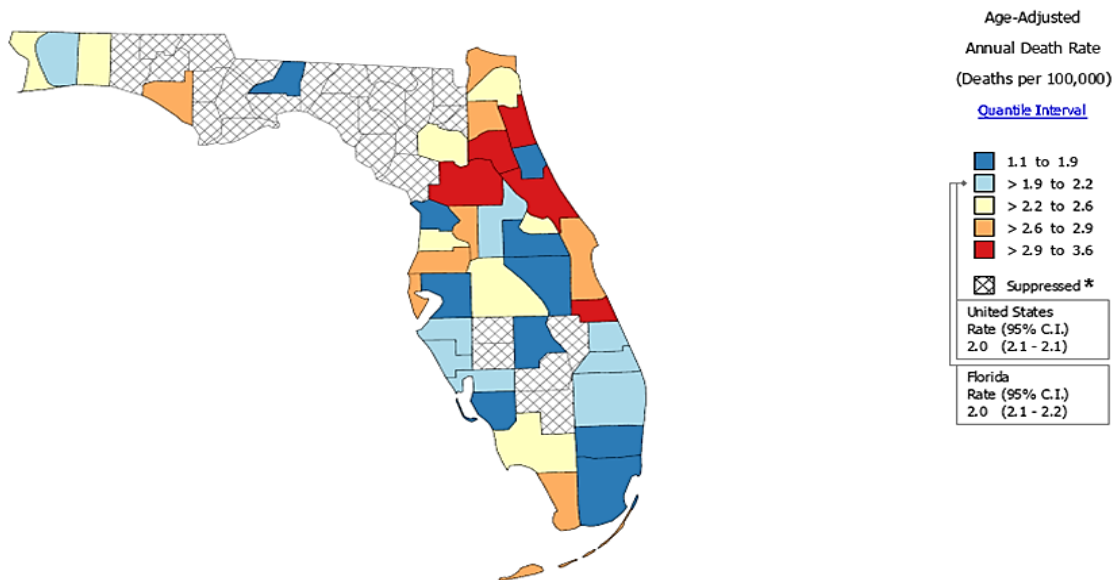 Age-Adjusted
Annual Death Rate
(Deaths per 100,000)
Quantile Interval
1.1 to 1.9
> 1.9 to 2.2
> 2.2 to 2.6
> 2.6 to 2.9
> 2.9 to 3.6
Suppressed *
United States
Rate (95% C.I.)
2.0 (2.1 - 2.1)
Florida
Rate (95% C.I.)
2.0 (2.1 - 2.2)